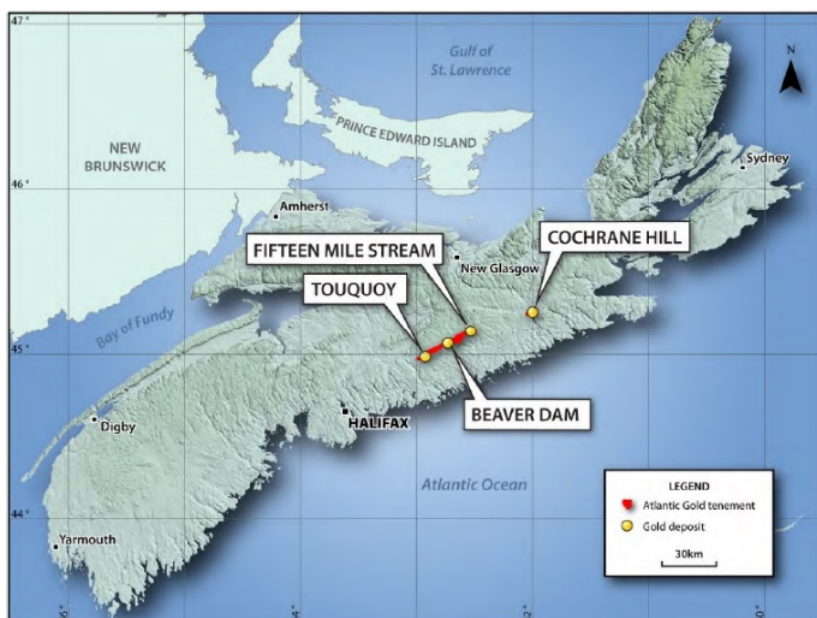 47°
Gulf of
St. Lawrence
N
PRINCE EDWARD ISLAND
NEW
BRUNSWICK
Sydney
46°
Amherst
FIFTEEN MILE STREAM
COCHRANE HILL
New Glasgow
TOUQUOY
Bay of Fundy
45°
BEAVER DAM
HALIFAX
Digby
Atlantic Ocean
LEGEND
Atlantic Gold tenement
Gold deposit
30km
44°
Yarmouth